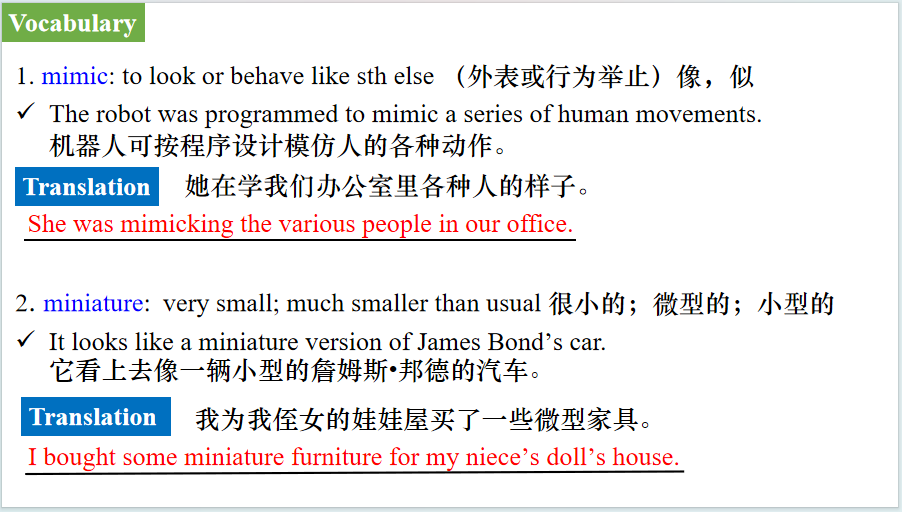 Vocabulary
1. mimic: to look or behave like sth else （外表或行为举止）像，似
✓ The robot was programmed to mimic a series of human movements.
机器人可按程序设计模仿人的各种动作。
Translation 她在学我们办公室里各种人的样子。
She was mimicking the various people in our office.
2. miniature: very small; much smaller than usual 很小的；微型的；小型的
✓ It looks like a miniature version of James Bond’s car.
它看上去像一辆小型的詹姆斯•邦德的汽车。
Translation 我为我侄女的娃娃屋买了一些微型家具。
I bought some miniature furniture for my niece’s doll’s house.